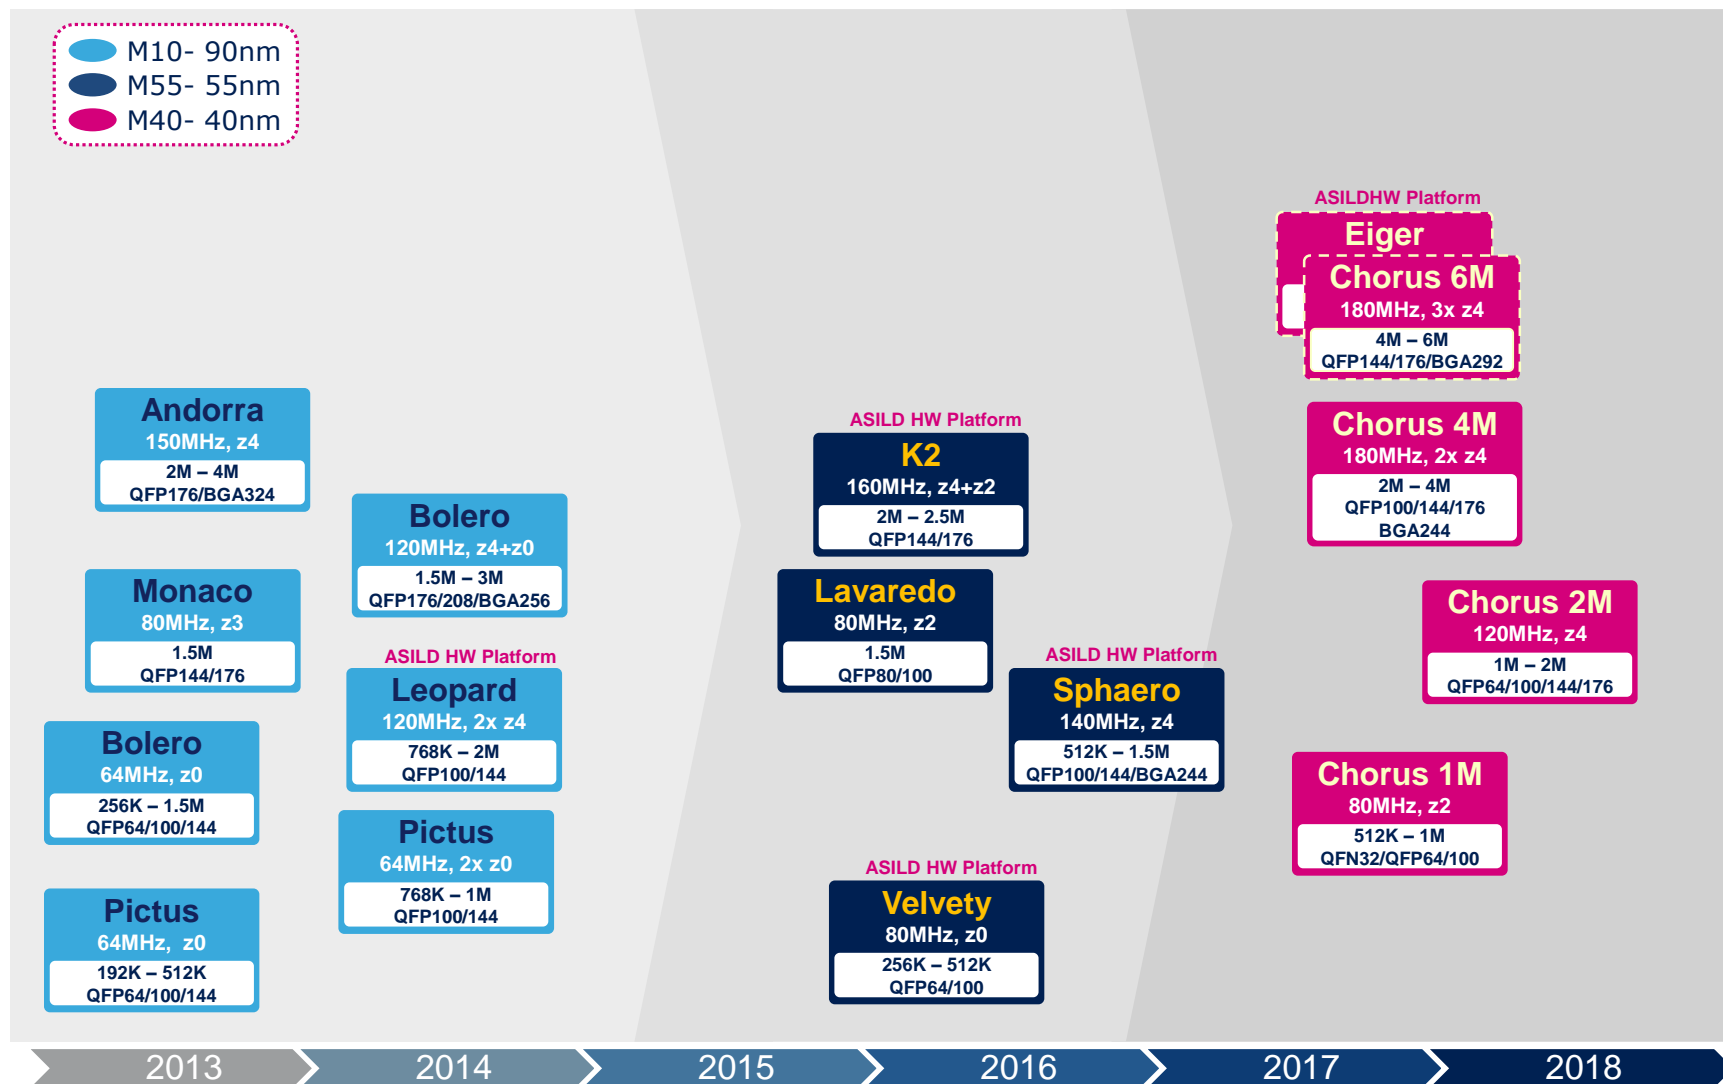 M10- 90nm
M55- 55nm
M40- 40nm
ASILDHW Platform
Eiger
Chorus 6M
180MHz, 3x z4
4M – 6M
QFP144/176/BGA292
Andorra
150MHz, z4
2M – 4M
QFP176/BGA324
ASILD HW Platform
K2
160MHz, z4+z2
2M – 2.5M
QFP144/176
Chorus 4M
180MHz, 2x z4
2M – 4M
QFP100/144/176
BGA244
Bolero
120MHz, z4+z0
1.5M – 3M
QFP176/208/BGA256
Monaco
80MHz, z3
1.5M
QFP144/176
Lavaredo
80MHz, z2
1.5M
QFP80/100
Chorus 2M
120MHz, z4
1M – 2M
QFP64/100/144/176
ASILD HW Platform
Leopard
120MHz, 2x z4
768K – 2M
QFP100/144
ASILD HW Platform
Sphaero
140MHz, z4
512K – 1.5M
QFP100/144/BGA244
Bolero
64MHz, z0
256K – 1.5M
QFP64/100/144
Chorus 1M
80MHz, z2
512K – 1M
QFN32/QFP64/100
Pictus
64MHz, 2x z0
768K – 1M
QFP100/144
ASILD HW Platform
Velvety
80MHz, z0
256K – 512K
QFP64/100
Pictus
64MHz, z0
192K – 512K
QFP64/100/144
2013
2014
2015
2016
2017
2018